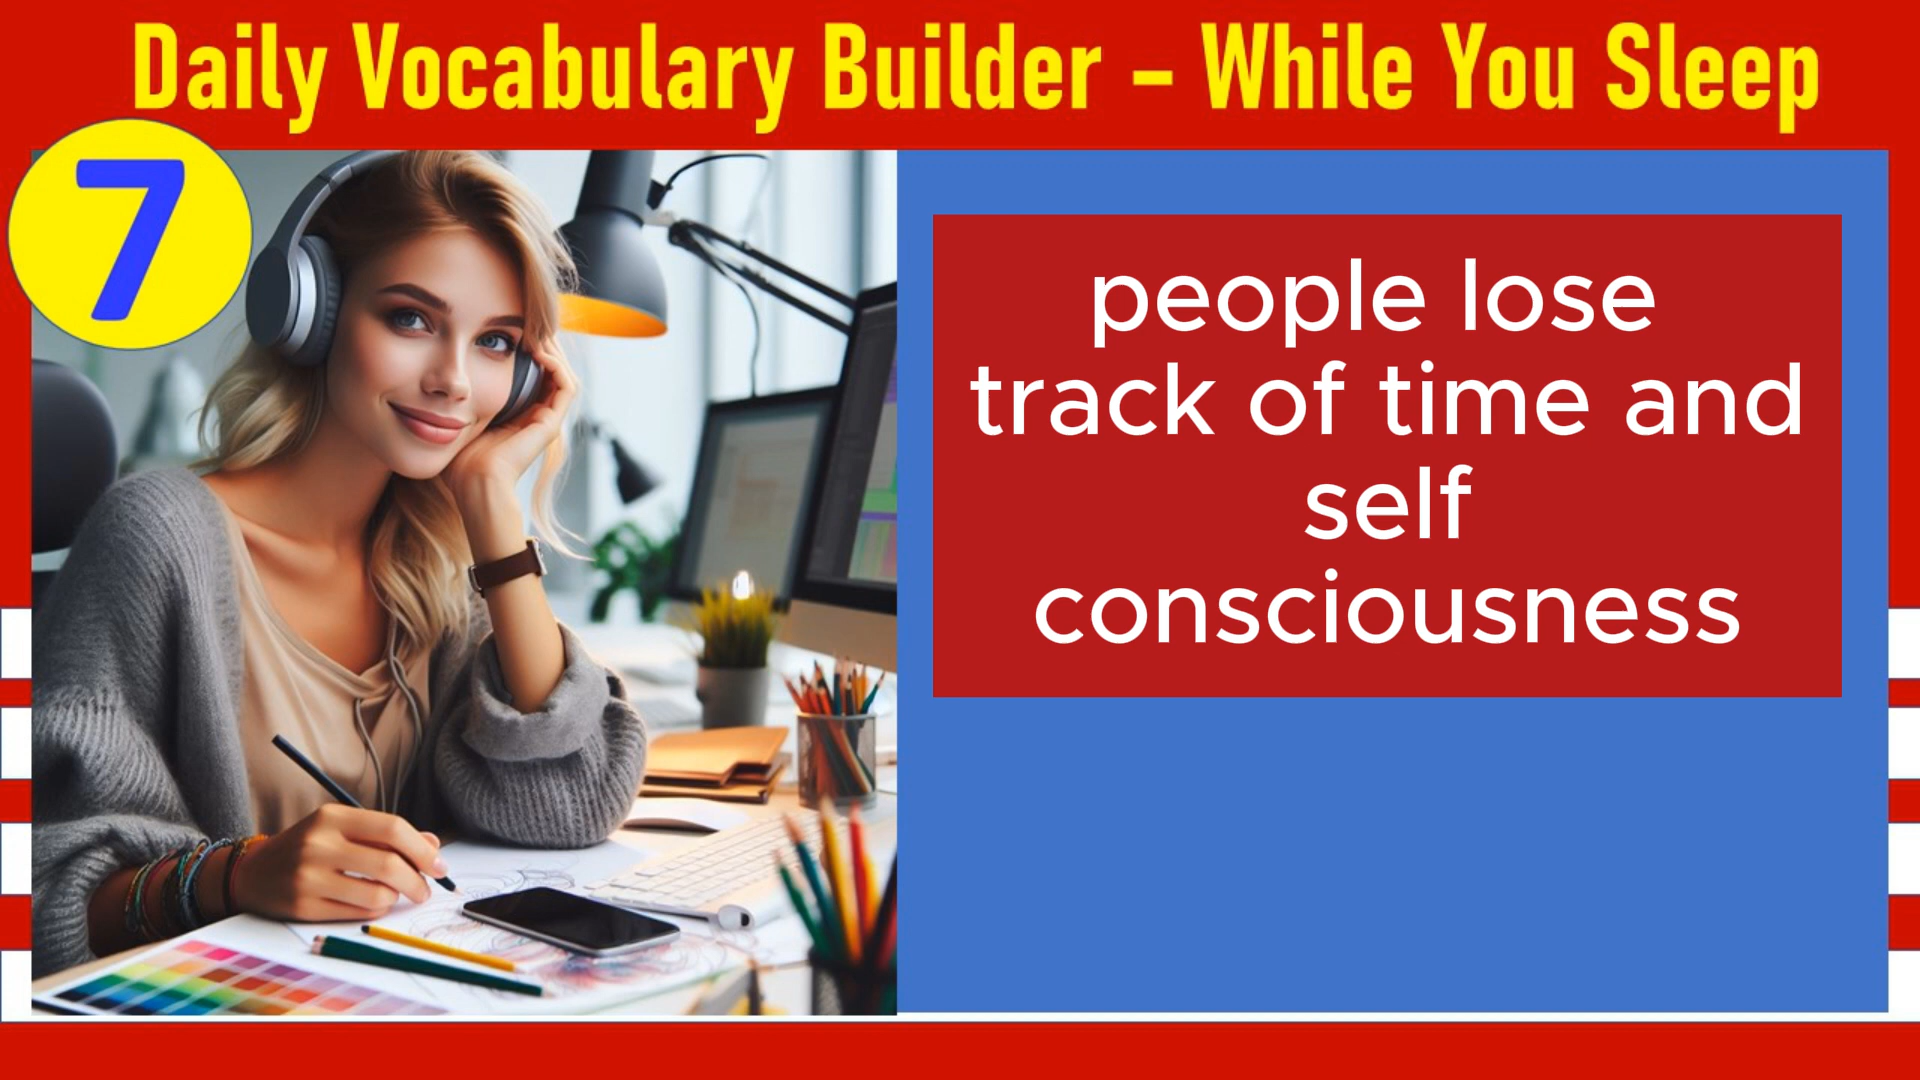 Daily Vocabulary Builder – While You Sleep
7
people lose
track of time and
self
consciousness